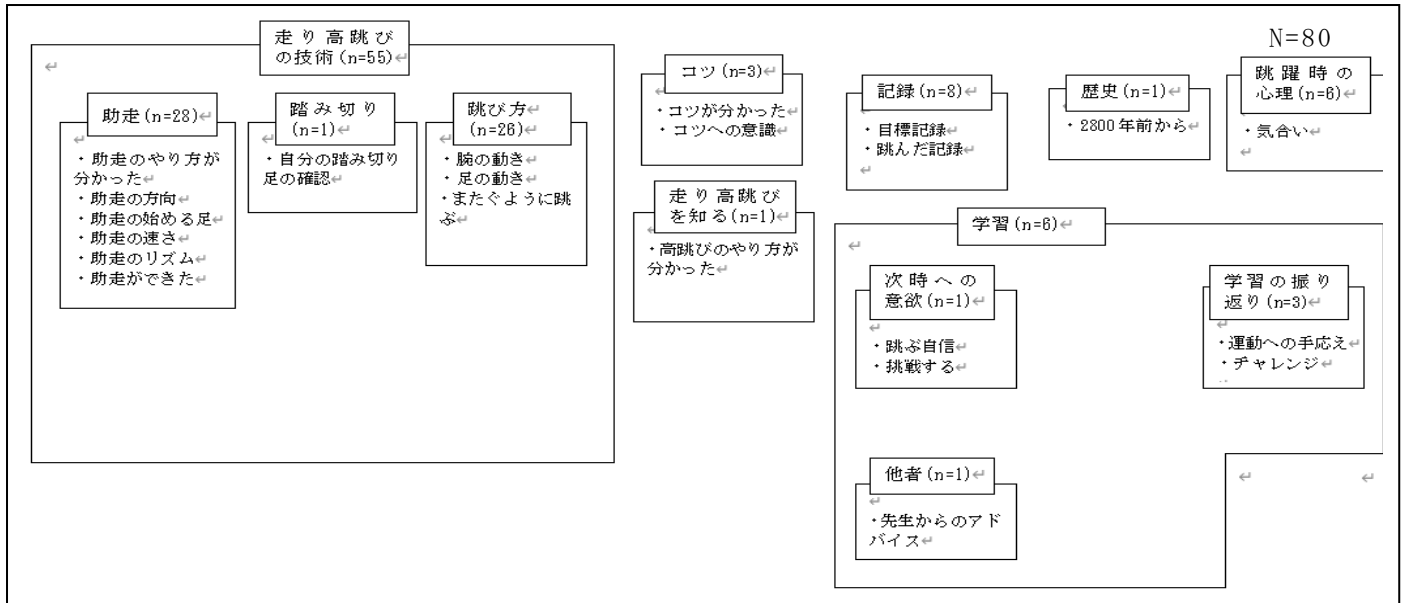 N=80
走り高跳び
の技術(n=55)↵
↵
助走(n=28)↵
↵
・助走のやり方が
分かった↵
・助走の方向↵
・助走の始める足↵
・助走の速さ↵
・助走のリズム↵
・助走ができた↵
踏み切り
(n=1)↵
↵
・自分の踏み切り
足の確認↵
跳び方↵
(n=26)↵
↵
・腕の動き↵
・足の動き↵
・またぐように跳
ぶ↵
コツ(n=3)↵
↵
・コツが分かった↵
・コツへの意識↵
走り高跳び
を知る(n=1)↵
↵
・高跳びのやり方が
分かった↵
記録(n=8)↵
↵
・目標記録↵
・跳んだ記録↵
↵
歴史(n=1)↵
↵
・2800年前から↵
跳躍時の
心理(n=6)↵
↵
・気合い↵
↵
学習(n=6)↵
↵
次時への
意欲(n=1)↵
↵
・跳ぶ自信↵
・挑戦する↵
学習の振り
返り(n=3)↵
↵
・運動への手応え
・チャレンジ↵
他者(n=1)↵
↵
・先生からのアド
バイス↵
↵ ↵